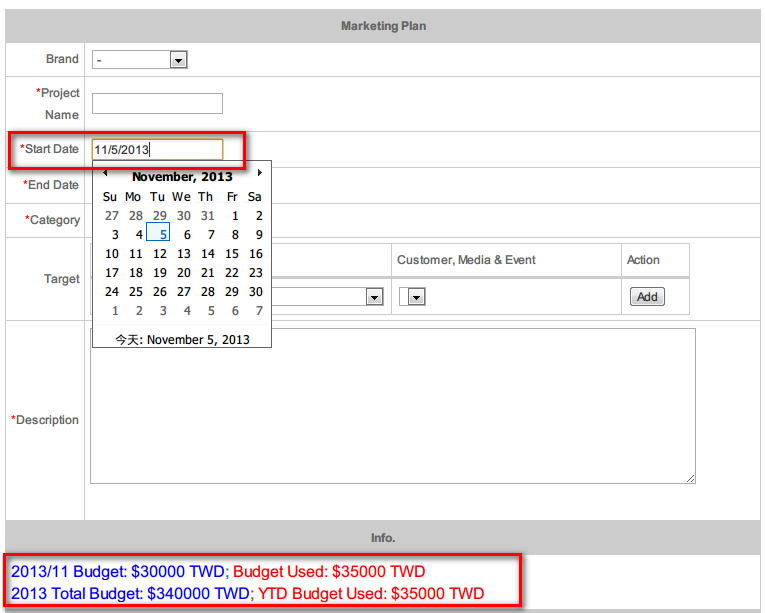 Marketing Plan
Brand -
*Project
Name
*Start Date 11/5/2013
November, 2013
*End Date
Su Mo Tu We Th Fr Sa
27 28 29 30 31 1 2
*Category
3 4 5 6 7 8 9
10 11 12 13 14 15 16
Customer, Media & Event Action
17 18 19 20 21 22 23
Target
24 25 26 27 28 29 30
Add
1 2 3 4 5 6 7
今天: November 5, 2013
*Description
Info.
2013/11 Budget: $30000 TWD; Budget Used: $35000 TWD
2013 Total Budget: $340000 TWD; YTD Budget Used: $35000 TWD